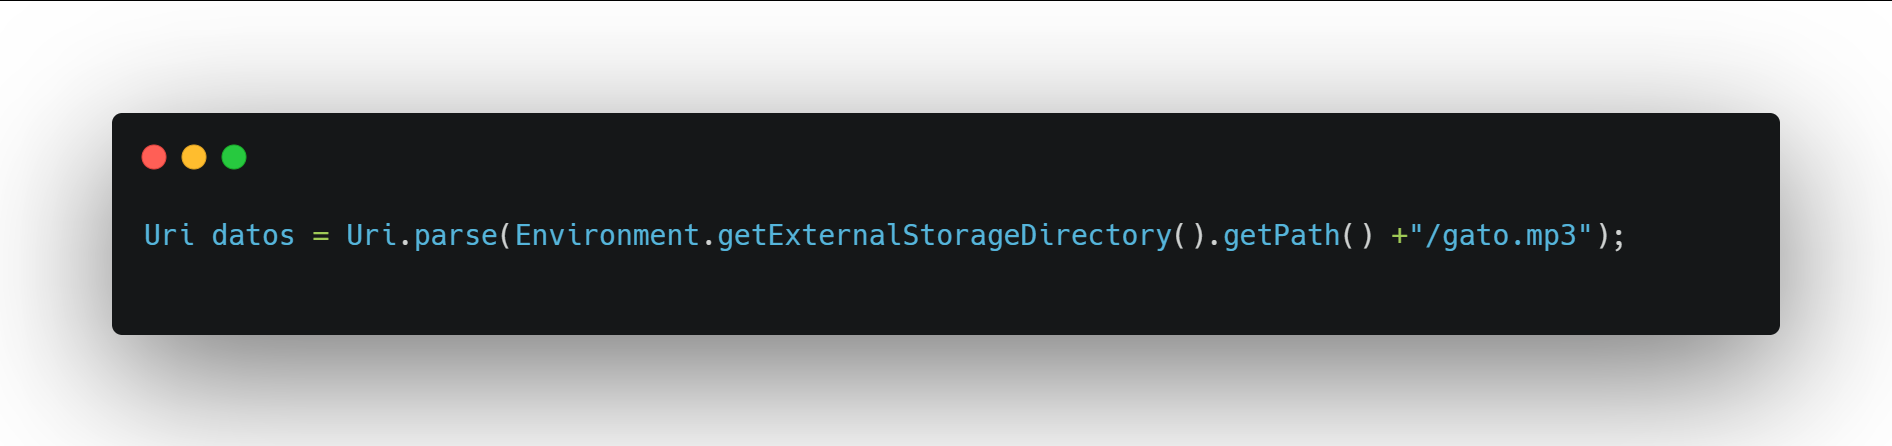 Uri datos = Uri.parse(Environment.getExternalStorageDirectory().getPath() +"/gato.mp3");